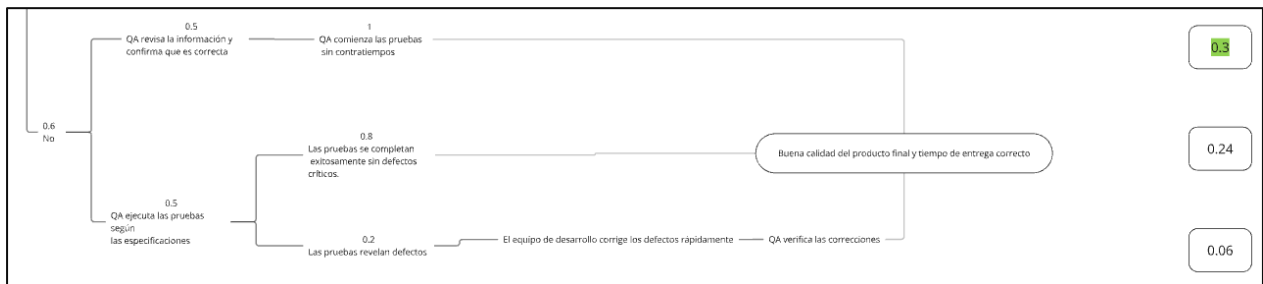 0.5
QA revisa la información y
confirma que es correcta
1
QA comienza las pruebas
sin contratiempos
0.3
0.6
No
0.8
Las pruebas se completan
exitosamente sin defectos
críticos.
Buena calidad del producto final y tiempo de entrega correcto
0.24
0.5
QA ejecuta las pruebas
según
las especificaciones
0.2
Las pruebas revelan defectos
El equipo de desarrollo corrige los defectos rápidamente
QA verifica las correcciones
0.06